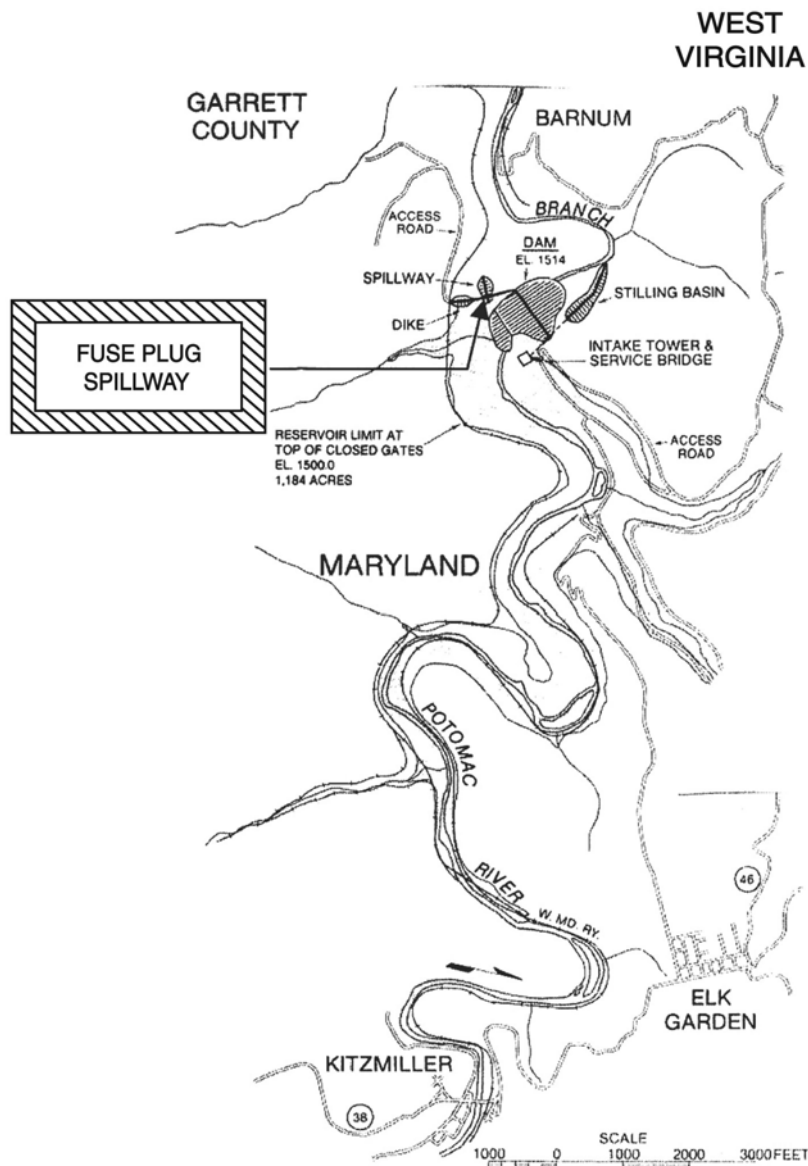 WEST
VIRGINIA
GARRETT
COUNTY
BARNUM
BRANCH
ACCESS
ROAD
DAM
EL. 1514
SPILLWAY
STILLING BASIN
DIKE
FUSE PLUG
SPILLWAY
INTAKE TOWER &
SERVICE BRIDGE
RESERVOIR LIMIT AT
TOP OF CLOSED GATES
EL. 1500.0
1,184 ACRES
ACCESS
ROAD
MARYLAND
POTOMAC
RIVER
W. MD. RY.
46
ELK
GARDEN
KITZMILLER
38
SCALE
1000 0 1000 2000 3000 FEET